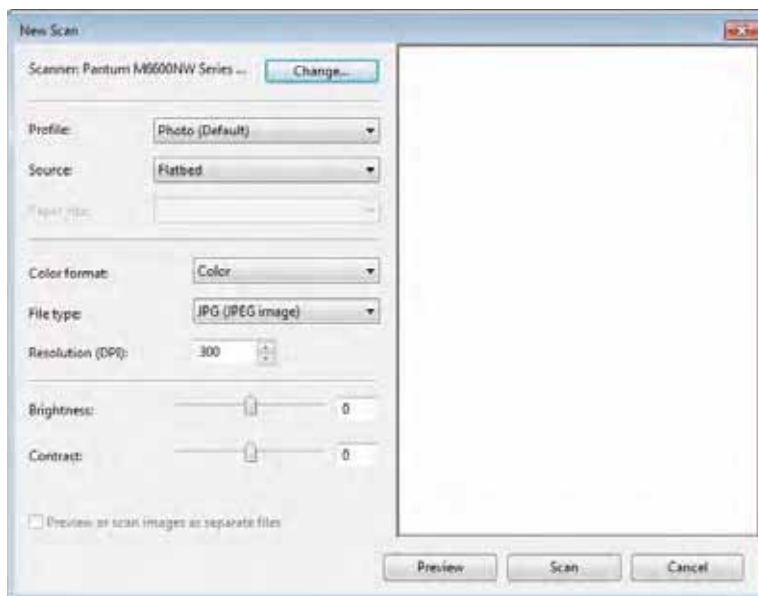 New Scan
Scanner: Pantum M6600NW Series ... Change...
Profile: Photo (Default)
Source: Flatbed
Paper size:
Color format: Color
File type: JPG (JPEG image)
Resolution (DPI): 300
Brightness: 0
Contrast: 0
Preview or scan images as separate files
Preview Scan Cancel